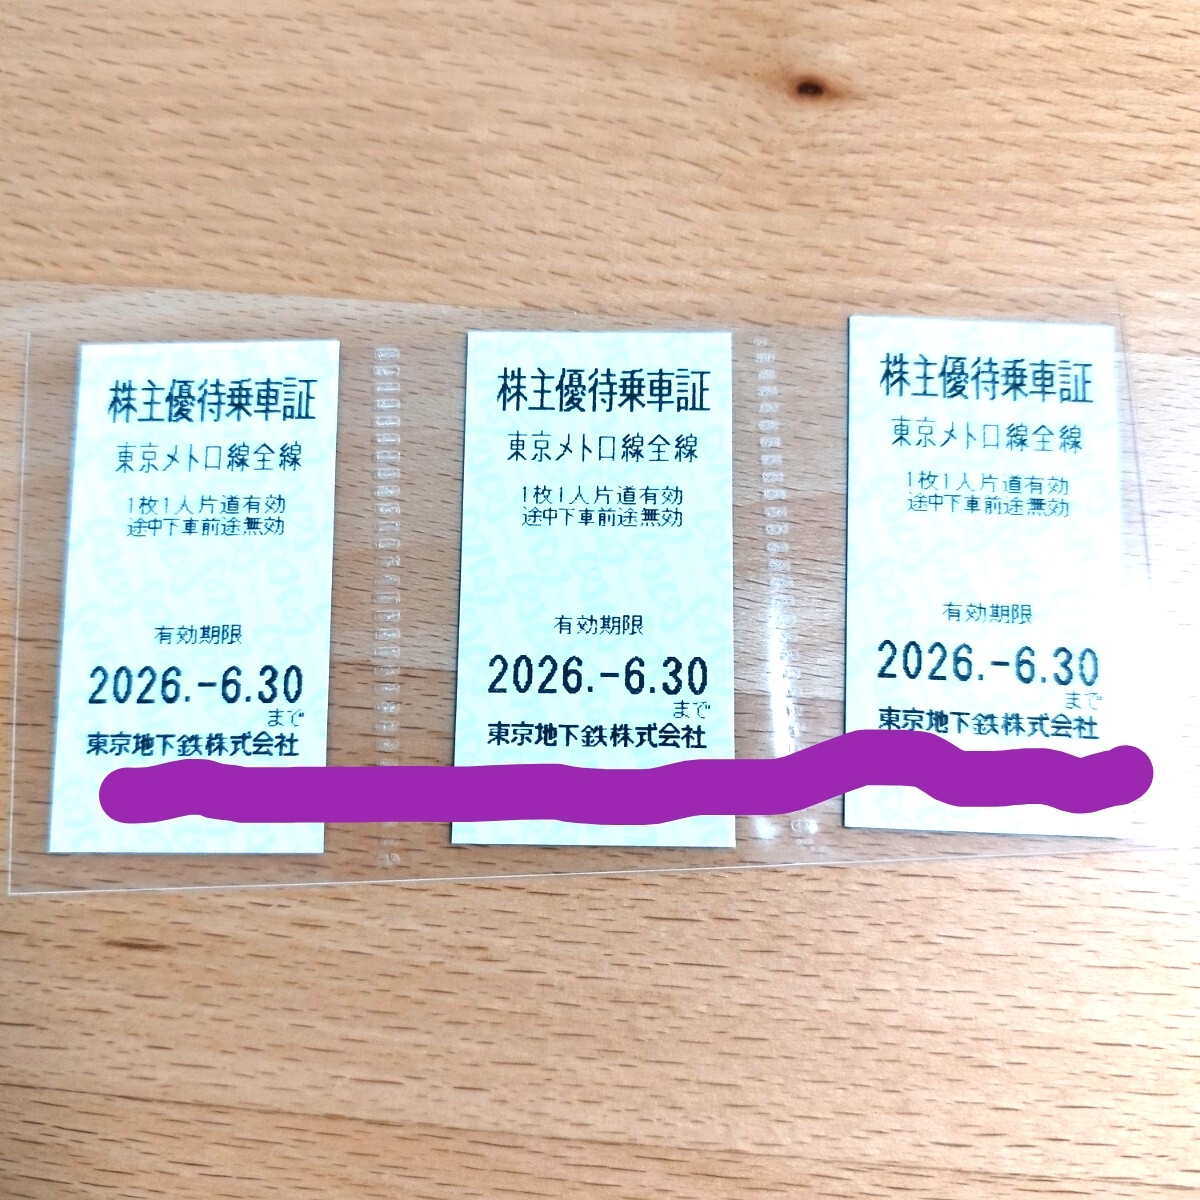 株主優待乗車証
東京メトロ線全線
1枚1人片道有効
途中下車前途無効
有効期限
2026.-6.30
まで
東京地下鉄株式会社
株主優待乗車証
東京メトロ線全線
1枚1人片道有効
途中下車前途無効
有効期限
2026.-6.30
まで
東京地下鉄株式会社
株主優待乗車証
東京メトロ線全線
1枚1人片道有効
途中下車前途無効
有効期限
2026.-6.30
まで
東京地下鉄株式会社